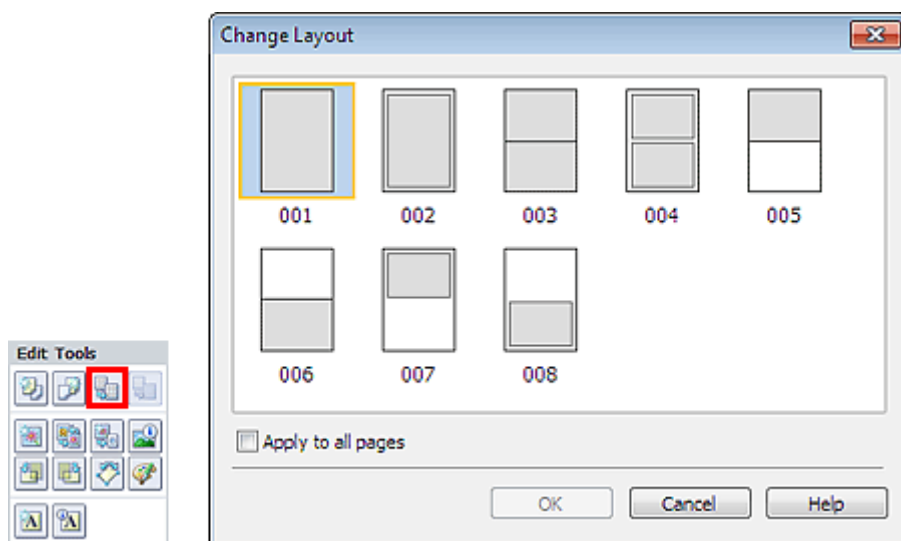 Change Layout
001 002 003 004 005
006 007 008
Apply to all pages
OK Cancel Help
Edit Tools
A A